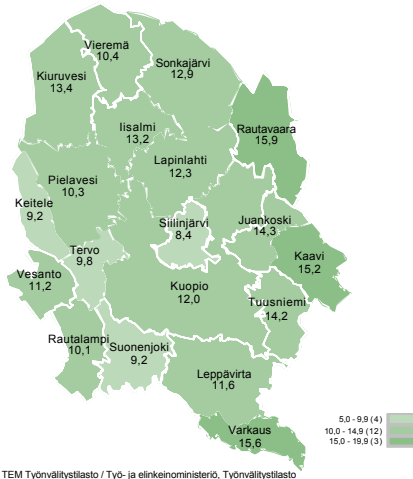 Vieremä
10,4
Sonkajärvi
12,9
Kiuruvesi
13,4
Iisalmi
13,2
Rautavaara
15,9
Lapinlahti
12,3
Pielavesi
10,3
Keitele
9,2
Siilinjärvi
8,4
Juankoski
14,3
Tervo
9,8
Kaavi
15,2
Vesanto
11,2
Kuopio
12,0
Tuusniemi
14,2
Rautalampi
10,1
Suonenjoki
9,2
Leppävirta
11,6
Varkaus
15,6
5,0 - 9,9 (4)
10,0 - 14,9 (12)
15,0 - 19,9 (3)
TEM Työnvälitystilasto / Työ- ja elinkeinoministeriö, Työnvälitystilasto